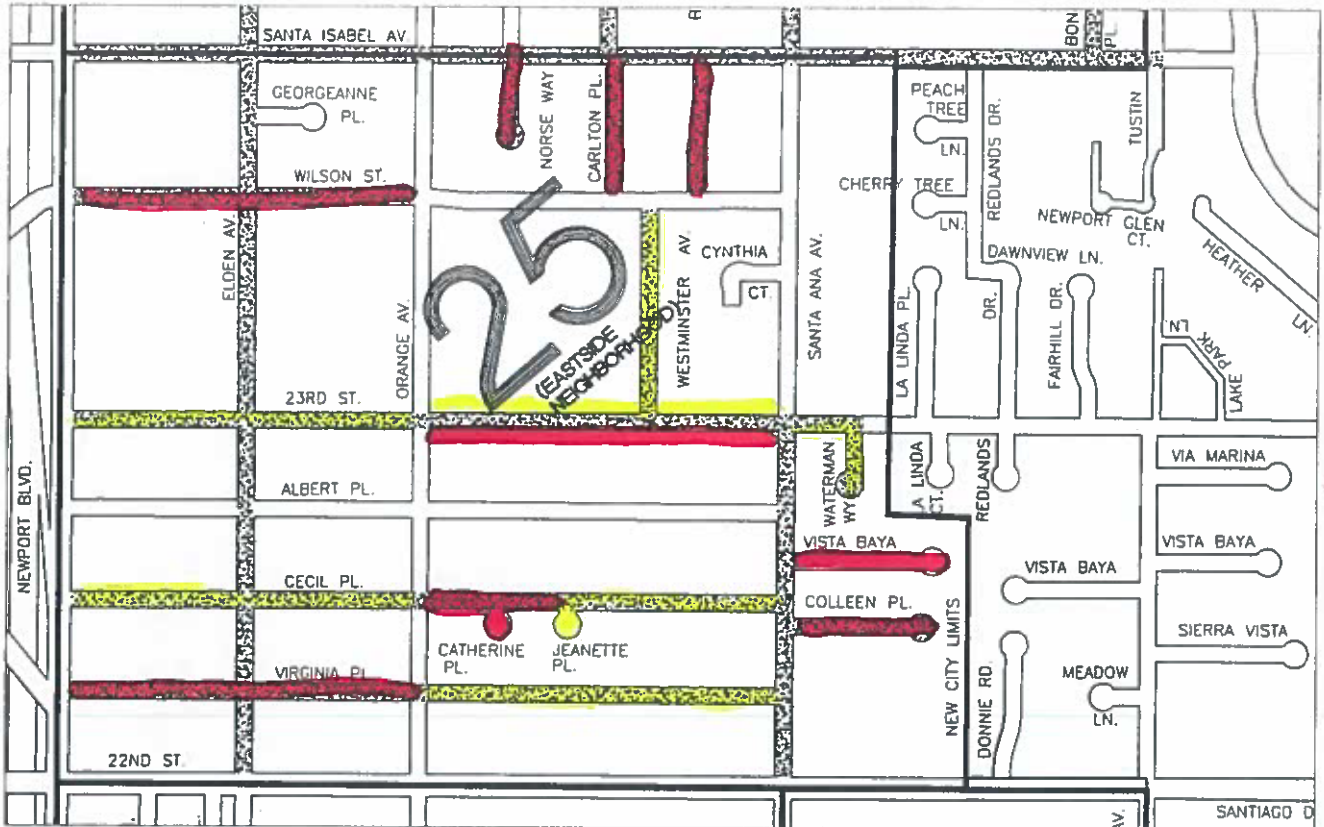 SANTA ISABEL AV.
BON
PL.
GEORGEANNE
PL.
NORSE WAY
CARLTON PL.
PEACH
TREE
LN.
REDLANDS DR.
TUSTIN
WILSON ST.
CHERRY TREE
LN.
NEWPORT GLEN
CT.
HEATHER
LN.
ELDEN AV.
ORANGE AV.
25
(EASTSIDE
NEIGHBORHOOD)
WESTMINSTER AV.
CYNTHIA
CT.
SANTA ANA AV.
DAWNVIEW LN.
LA LINDA PL.
DR.
FAIRHILL DR.
PARK
LN
LAKE
23RD ST.
NEWPORT BLVD.
ALBERT PL.
WATERMAN
WY
LA LINDA
CT.
REDLANDS
VIA MARINA
VISTA BAYA
VISTA BAYA
VISTA BAYA
CECIL PL.
COLLEEN PL.
CATHERINE
PL.
JEANETTE
PL.
SIERRA VISTA
VIRGINIA PL
NEW CITY LIMITS
DONNIE RD.
MEADOW
LN.
22ND ST.
SANTIAGO D
AV.